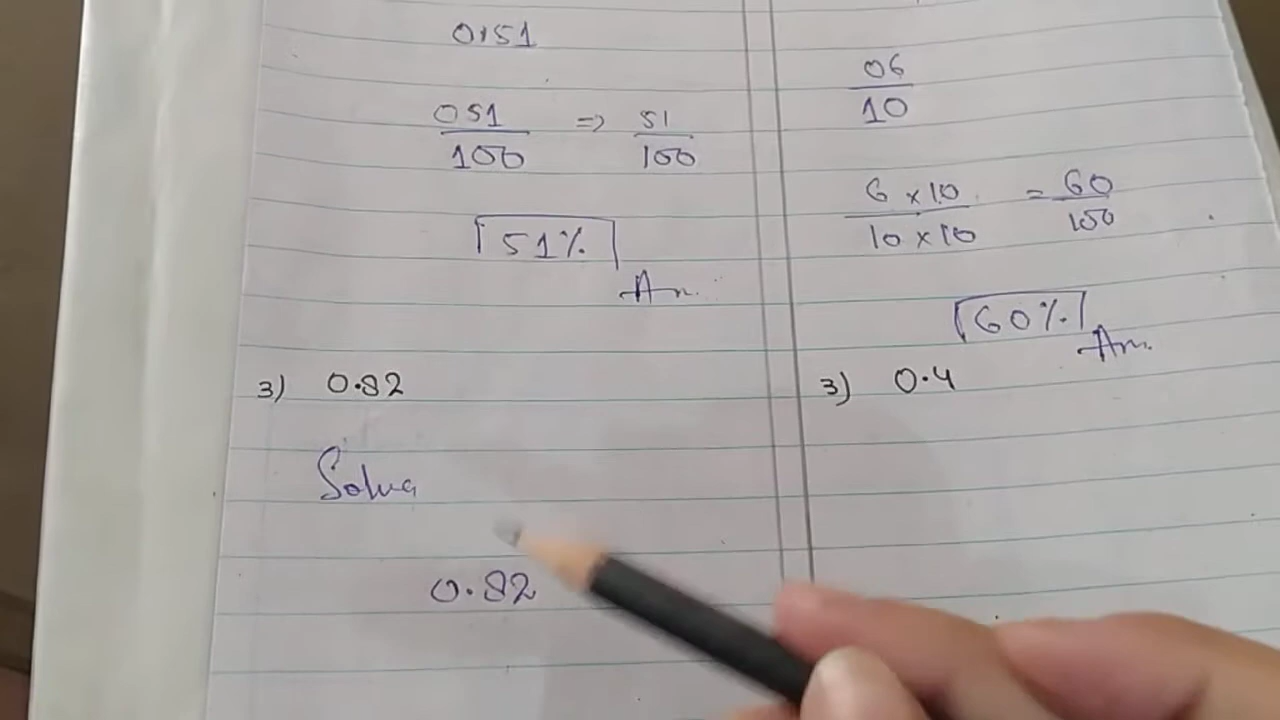 0.51
051/100 => 51/100
51%
An.
3) 0.82
Solve
0.82
06/10
6 x 10/10 x 10 = 60/100
60%
An.
3) 0.4